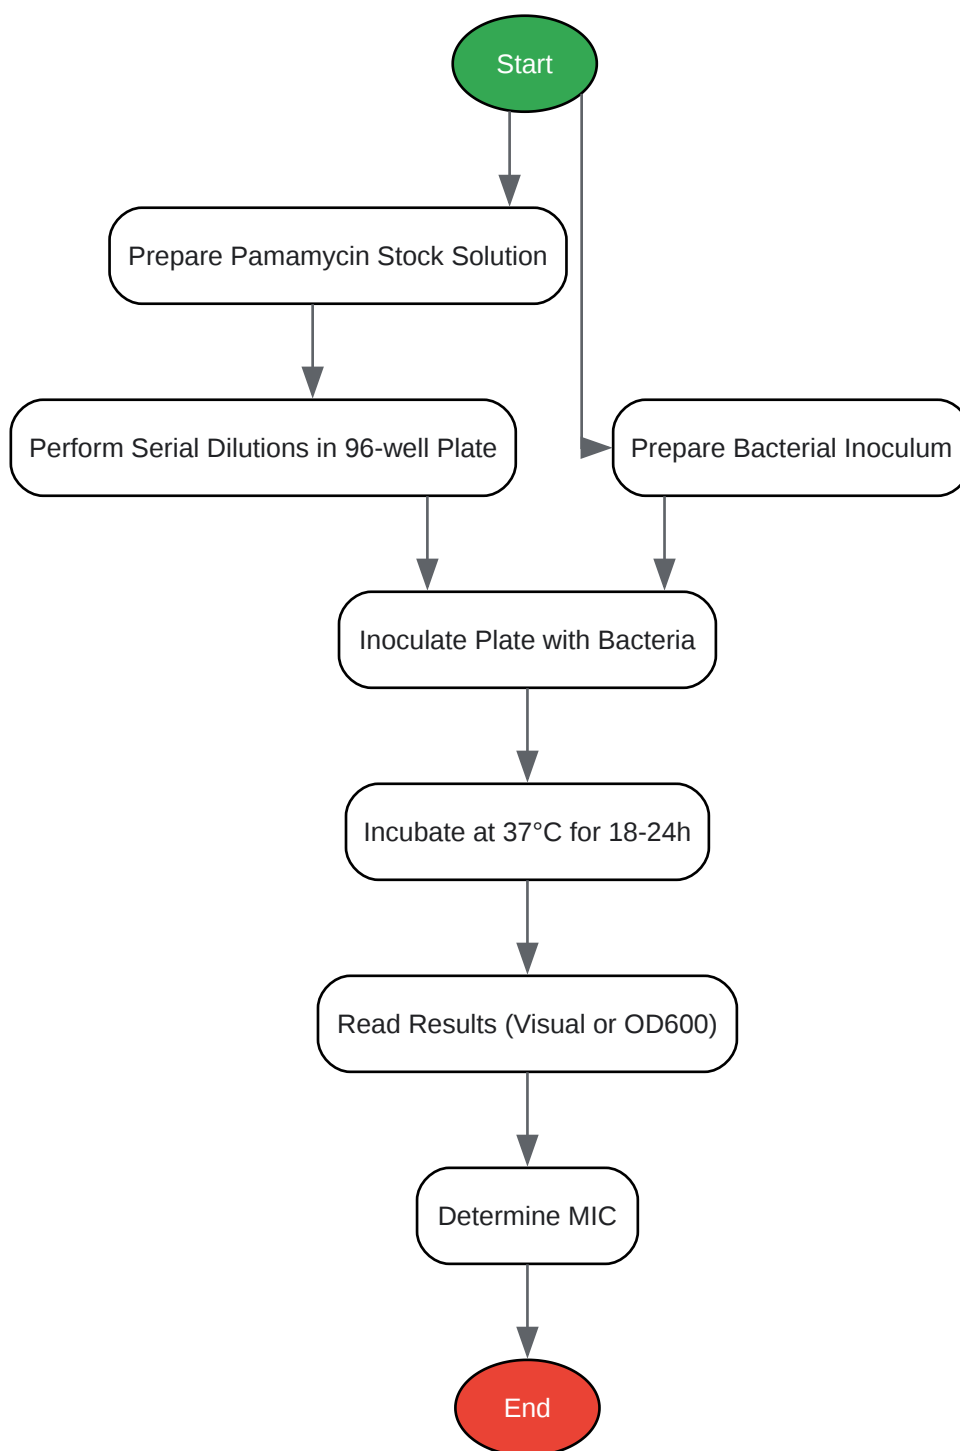 Start
Prepare Pamamycin Stock Solution
Perform Serial Dilutions in 96-well Plate
Prepare Bacterial Inoculum
Inoculate Plate with Bacteria
Incubate at 37°C for 18-24h
Read Results (Visual or OD600)
Determine MIC
End